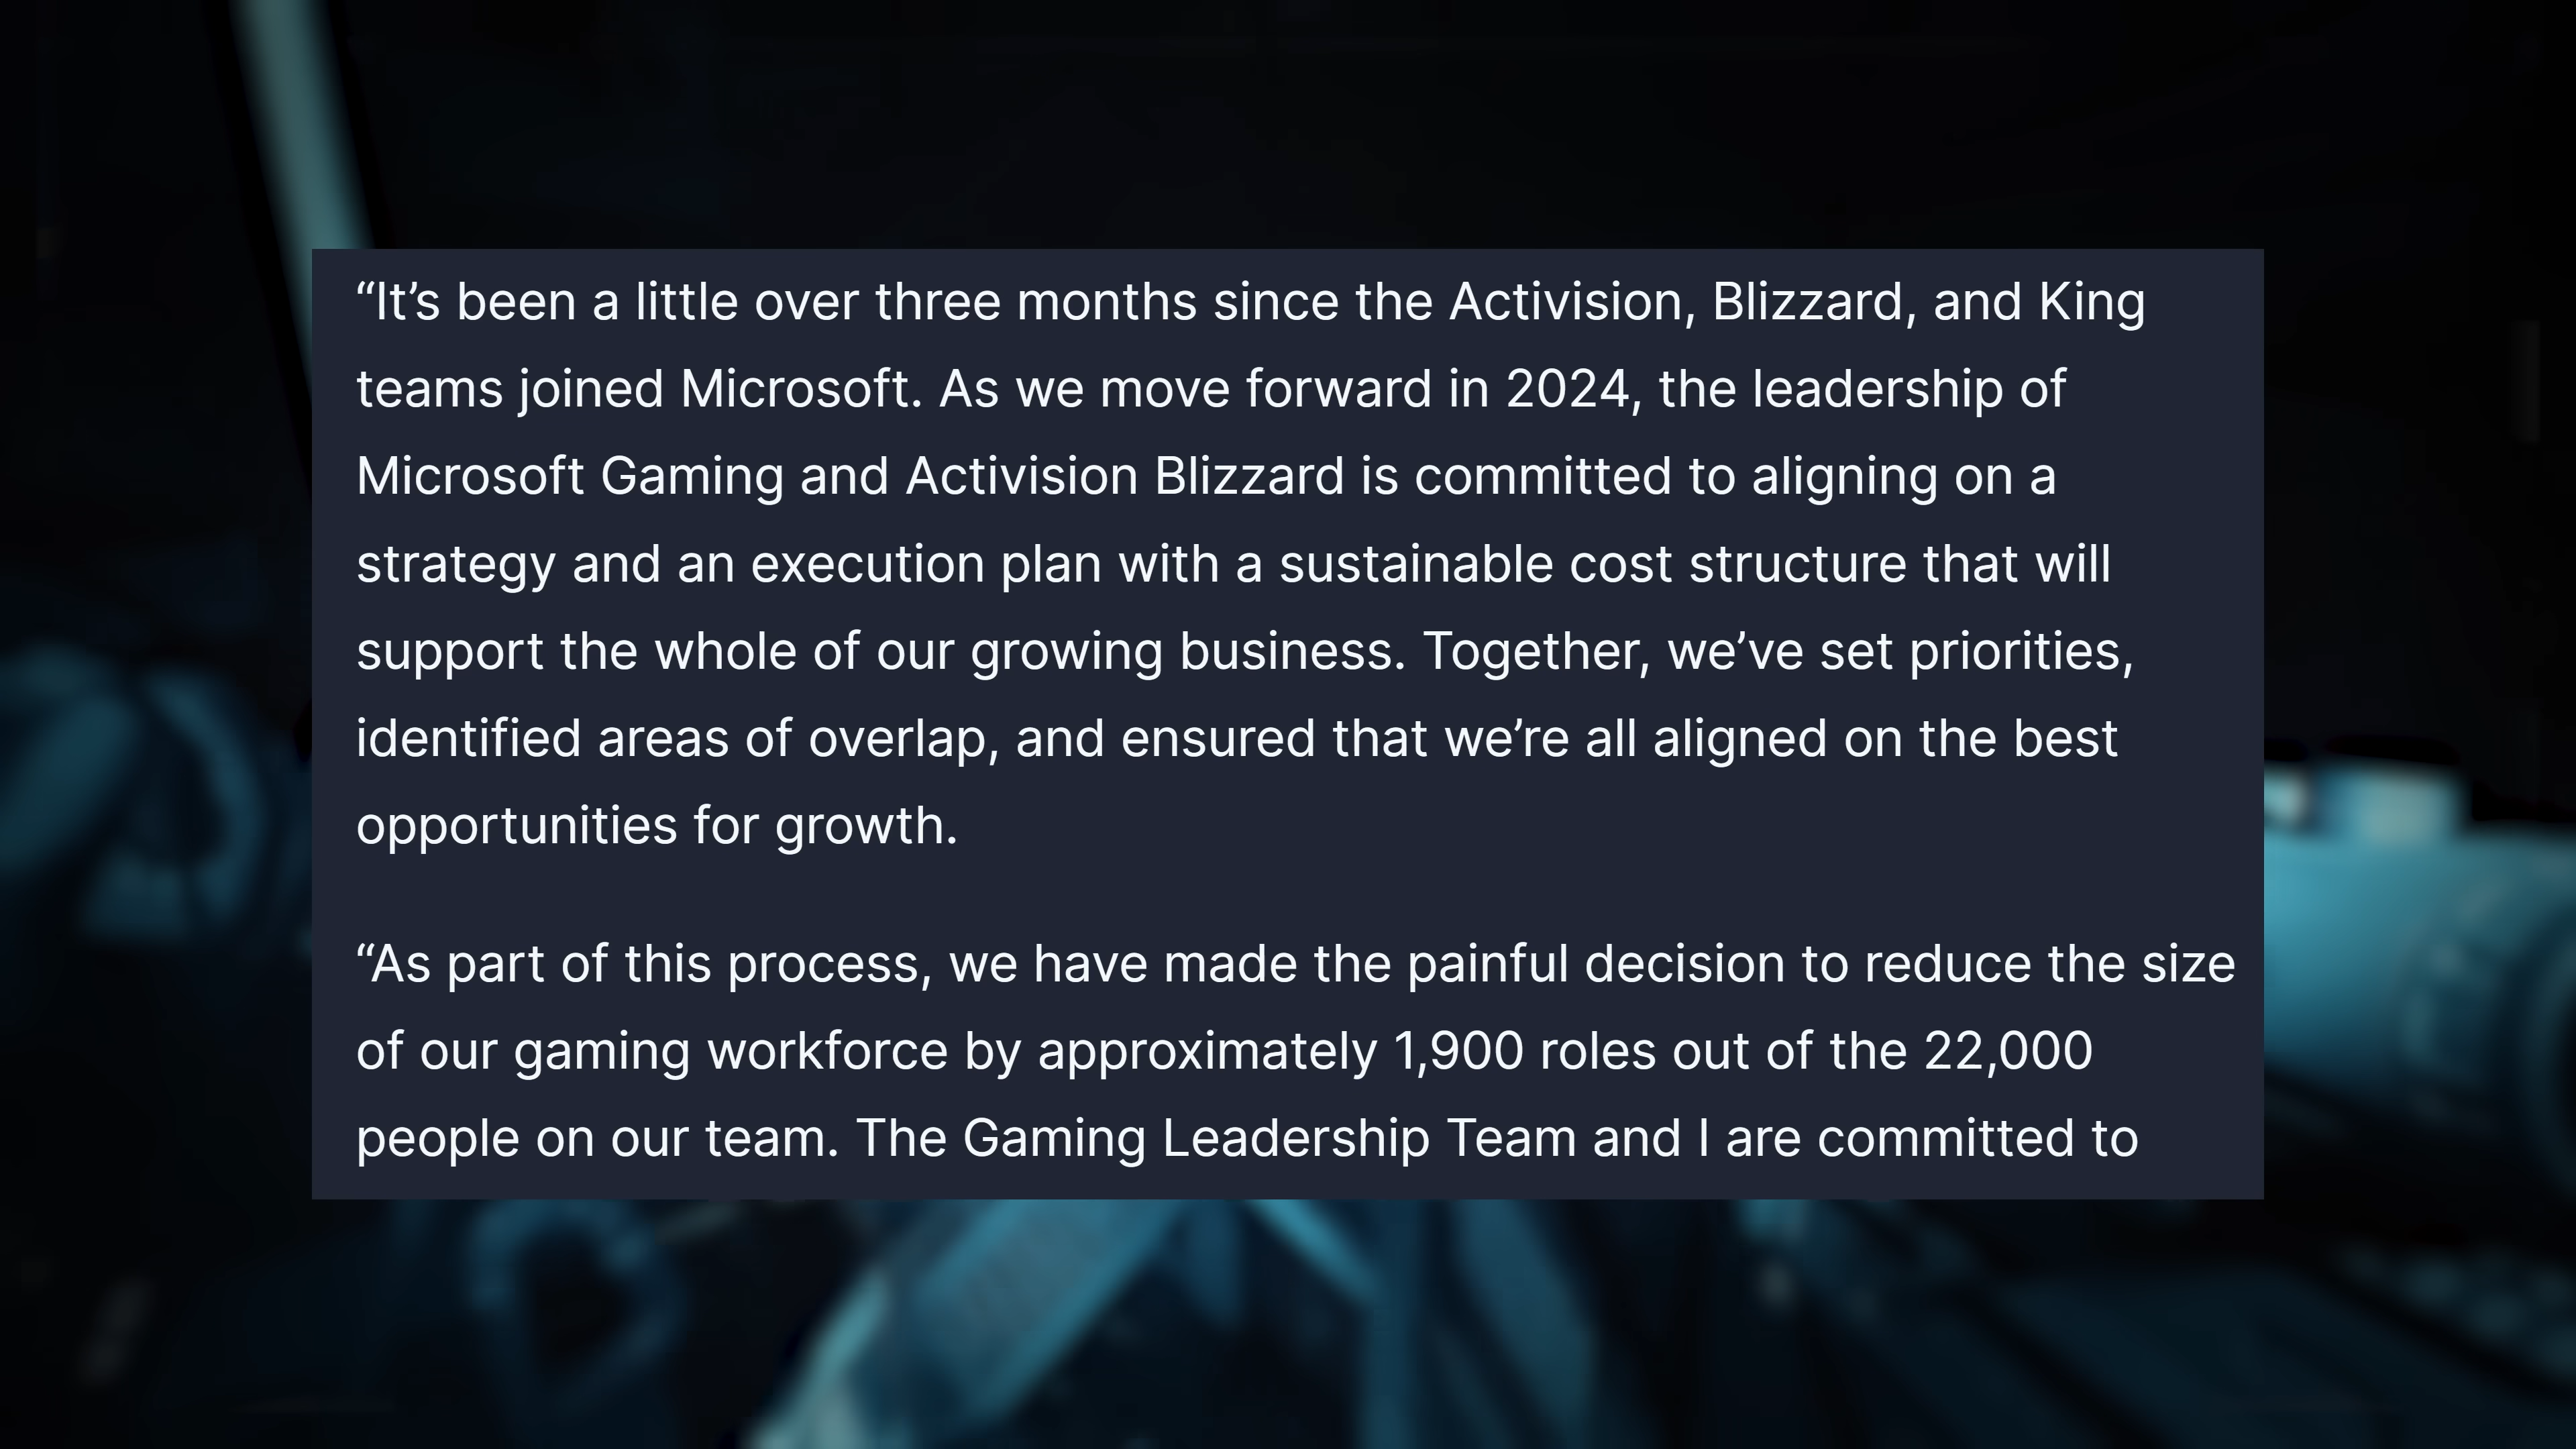 “It’s been a little over three months since the Activision, Blizzard, and King
teams joined Microsoft. As we move forward in 2024, the leadership of
Microsoft Gaming and Activision Blizzard is committed to aligning on a
strategy and an execution plan with a sustainable cost structure that will
support the whole of our growing business. Together, we’ve set priorities,
identified areas of overlap, and ensured that we’re all aligned on the best
opportunities for growth.
“As part of this process, we have made the painful decision to reduce the size
of our gaming workforce by approximately 1,900 roles out of the 22,000
people on our team. The Gaming Leadership Team and I are committed to